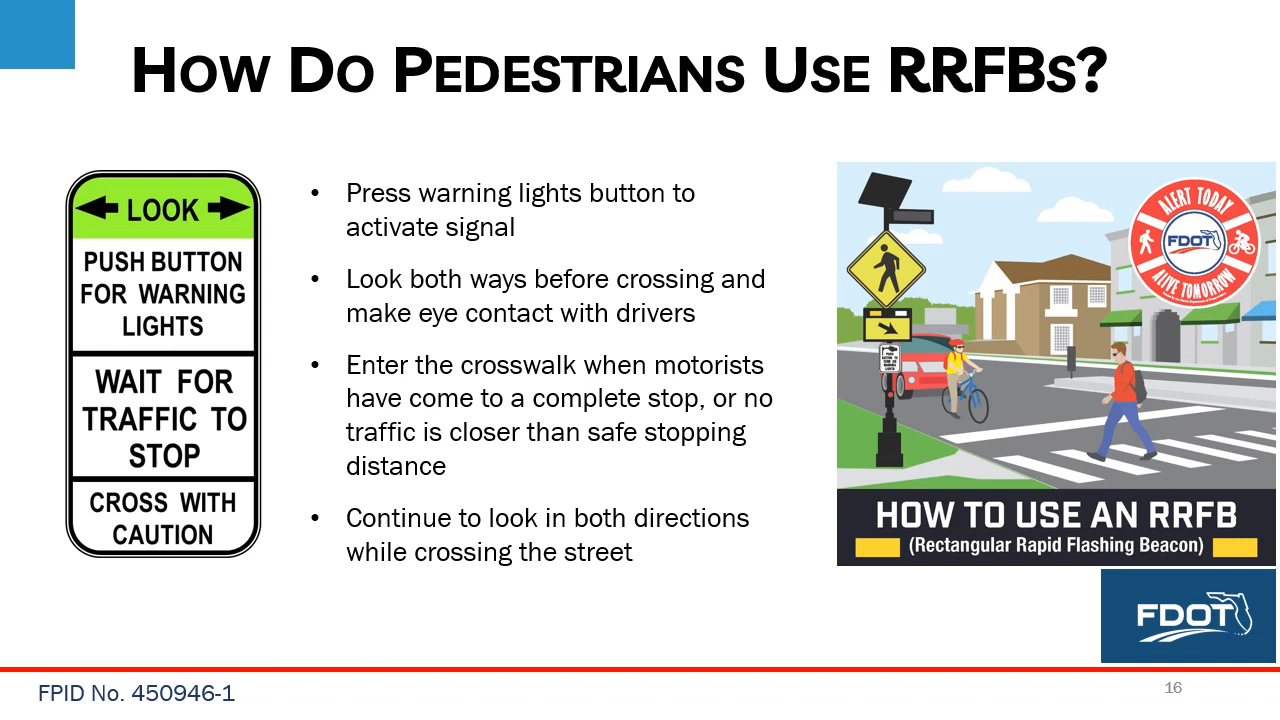 HOW DO PEDESTRIANS USE RRFBS?
LOOK
PUSH BUTTON
FOR WARNING
LIGHTS
WAIT FOR
TRAFFIC TO
STOP
CROSS WITH
CAUTION
• Press warning lights button to
activate signal
• Look both ways before crossing and
make eye contact with drivers
• Enter the crosswalk when motorists
have come to a complete stop, or no
traffic is closer than safe stopping
distance
• Continue to look in both directions
while crossing the street
ALERT TODAY
FDOT
ALIVE TOMORROW
HOW TO USE AN RRFB
(Rectangular Rapid Flashing Beacon)
FDOT
FPID No. 450946-1
16